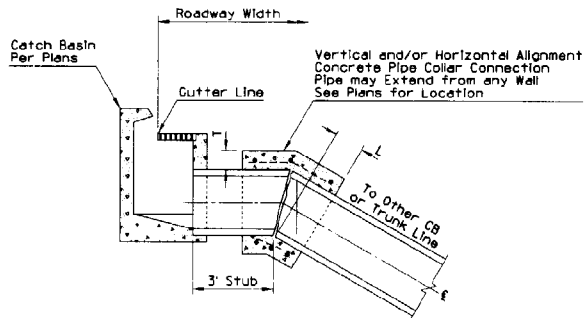 Roadway Width
Catch Basin
Per Plans
Vertical and/or Horizontal Alignment
Concrete Pipe Collar Connection
Pipe may Extend from any Wall
See Plans for Location
Gutter Line
T
L
To Other CB
or Trunk Line
3' Stub
℄